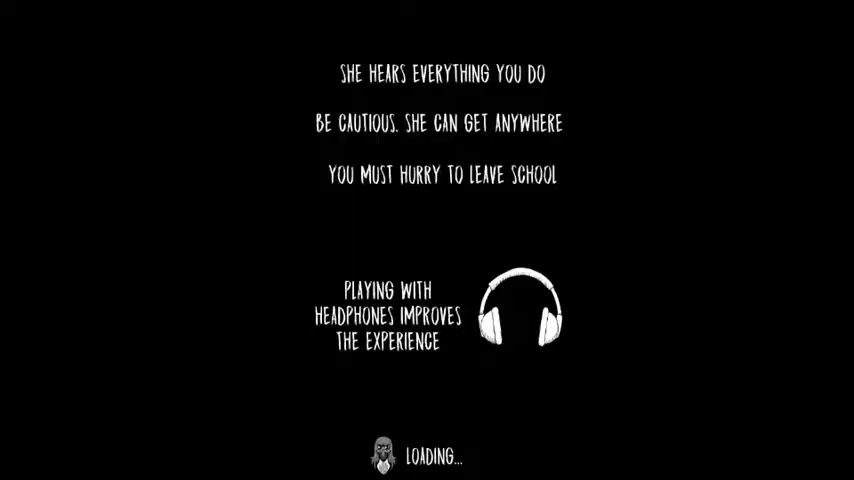 SHE HEARS EVERYTHING YOU DO
BE CAUTIOUS. SHE CAN GET ANYWHERE
YOU MUST HURRY TO LEAVE SCHOOL
PLAYING WITH
HEADPHONES IMPROVES
THE EXPERIENCE
LOADING...